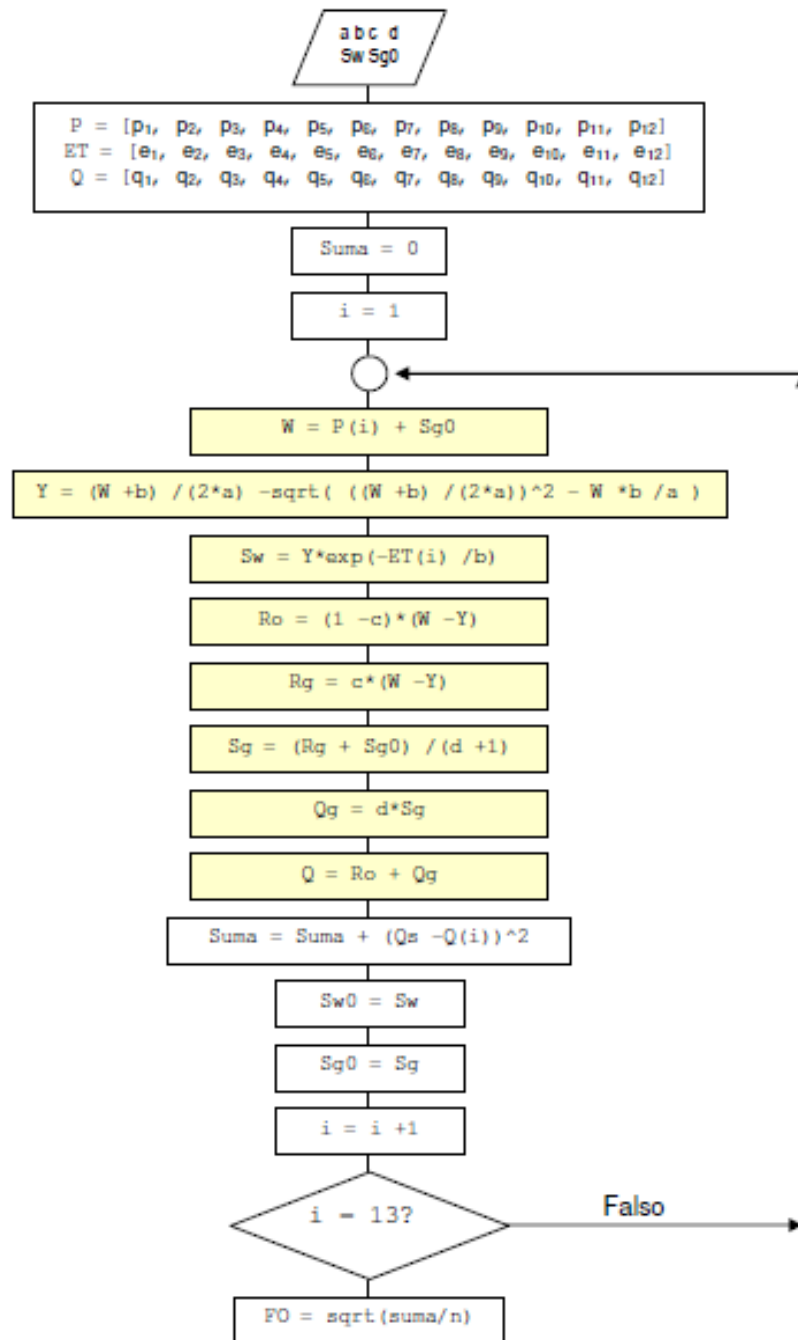 a b c d
Sw Sg0
P = [p₁, p₂, p₃, p₄, p₅, p₆, p₇, p₈, p₉, p₁₀, p₁₁, p₁₂]
ET = [e₁, e₂, e₃, e₄, e₅, e₆, e₇, e₈, e₉, e₁₀, e₁₁, e₁₂]
Q = [q₁, q₂, q₃, q₄, q₅, q₆, q₇, q₈, q₉, q₁₀, q₁₁, q₁₂]
Suma = 0
i = 1
W = P(i) + Sg0
Y = (W +b) /(2*a) -sqrt( ((W +b) /(2*a))^2 - W *b /a )
Sw = Y*exp(-ET(i) /b)
Ro = (1 -c)*(W -Y)
Rg = c*(W -Y)
Sg = (Rg + Sg0) /(d +1)
Qg = d*Sg
Q = Ro + Qg
Suma = Suma + (Qs -Q(i))^2
Sw0 = Sw
Sg0 = Sg
i = i +1
i = 13?
Falso
FO = sqrt(suma/n)